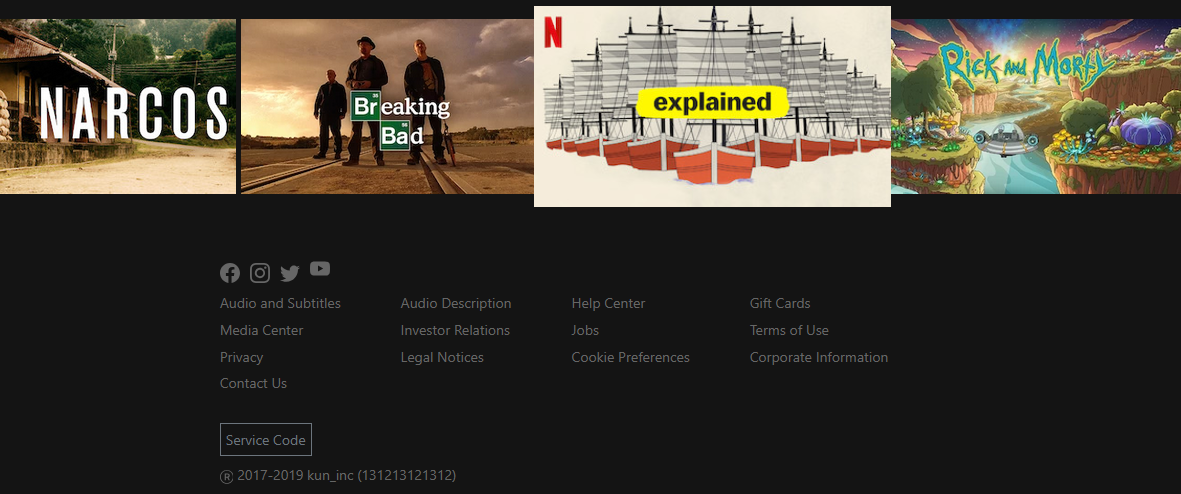 NARCOS
Breaking
Bad
N
explained
Rick and Morty
Audio and Subtitles
Audio Description
Help Center
Gift Cards
Media Center
Investor Relations
Jobs
Terms of Use
Privacy
Legal Notices
Cookie Preferences
Corporate Information
Contact Us
Service Code
® 2017-2019 kun_inc (131213121312)